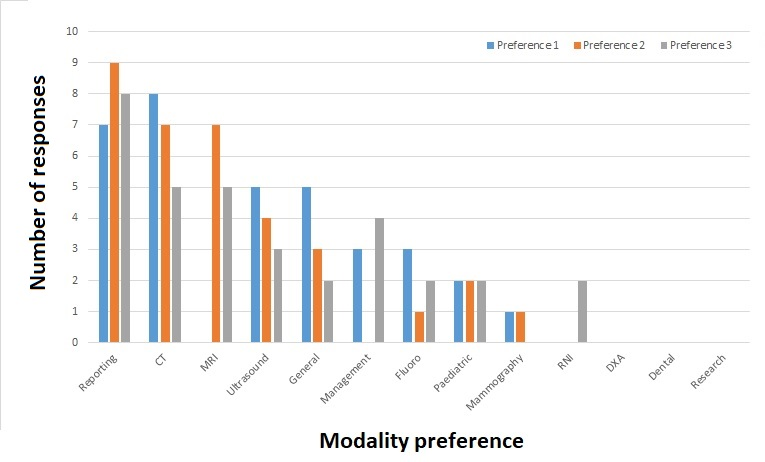 10
Preference 1 Preference 2 Preference 3
9
8
7
6
5
4
3
2
1
0
Number of responses
Reporting
CT
MRI
Ultrasound
General
Management
Fluoro
Paediatric
Mammography
RNI
DXA
Dental
Research
Modality preference